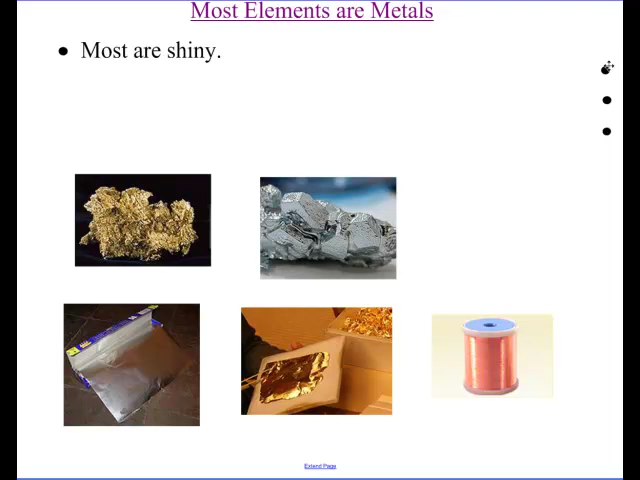 Most Elements are Metals
• Most are shiny.
Extend Page